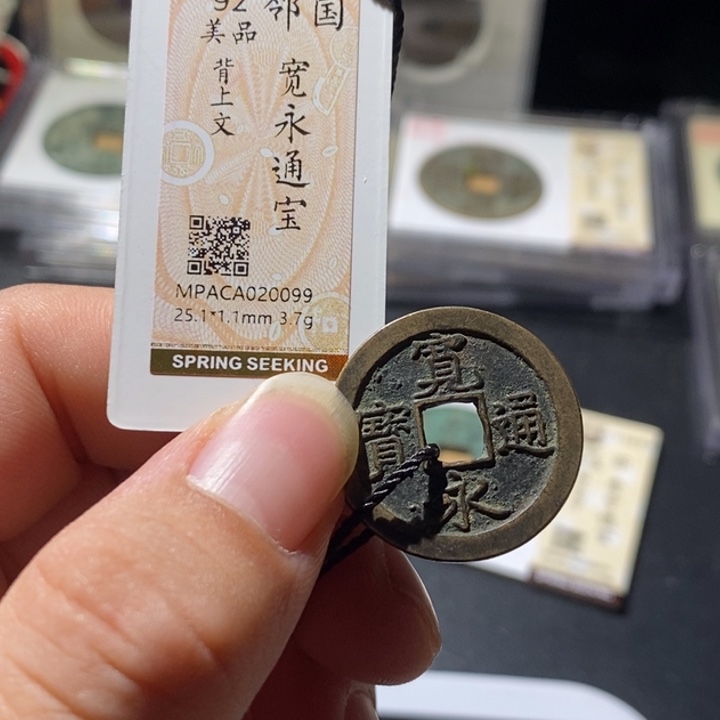 邻国
宽永通宝
92
美品
背上文
MPACA020099
25.1*1.1mm 3.7g
SPRING SEEKING
寛永通寳